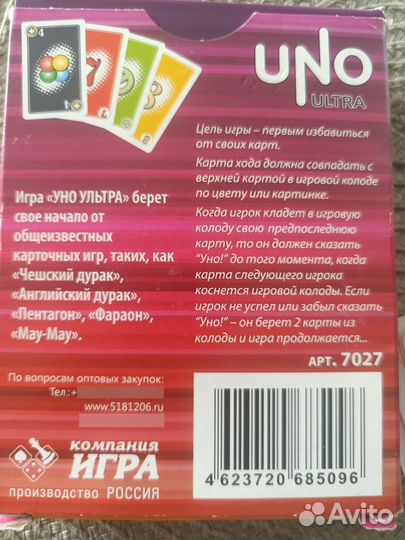 +4
UNO
ULTRA
Цель игры – первым избавиться
от своих карт.
Карта хода должна совпадать с
верхней картой в игровой колоде
по цвету или картинке.
Когда игрок кладет в игровую
колоду свою предпоследнюю
карту, то он должен сказать
"Уно!" до того момента, когда
карта следующего игрока
коснется игровой колоды. Если
игрок не успел или забыл сказать
"Уно!" – он берет 2 карты из
колоды и игра продолжается...
Игра «УНО УЛЬТРА» берет
свое начало от
общеизвестных
карточных игр, таких, как
«Чешский дурак»,
«Английский дурак»,
«Пентагон», «Фараон»,
«Мау-Мау».
АРТ. 7027
По вопросам оптовых закупок:
Тел.:+
www.5181206.ru
КОМПАНИЯ
ИГРА
производство РОССИЯ
4 623720 685096
Avito